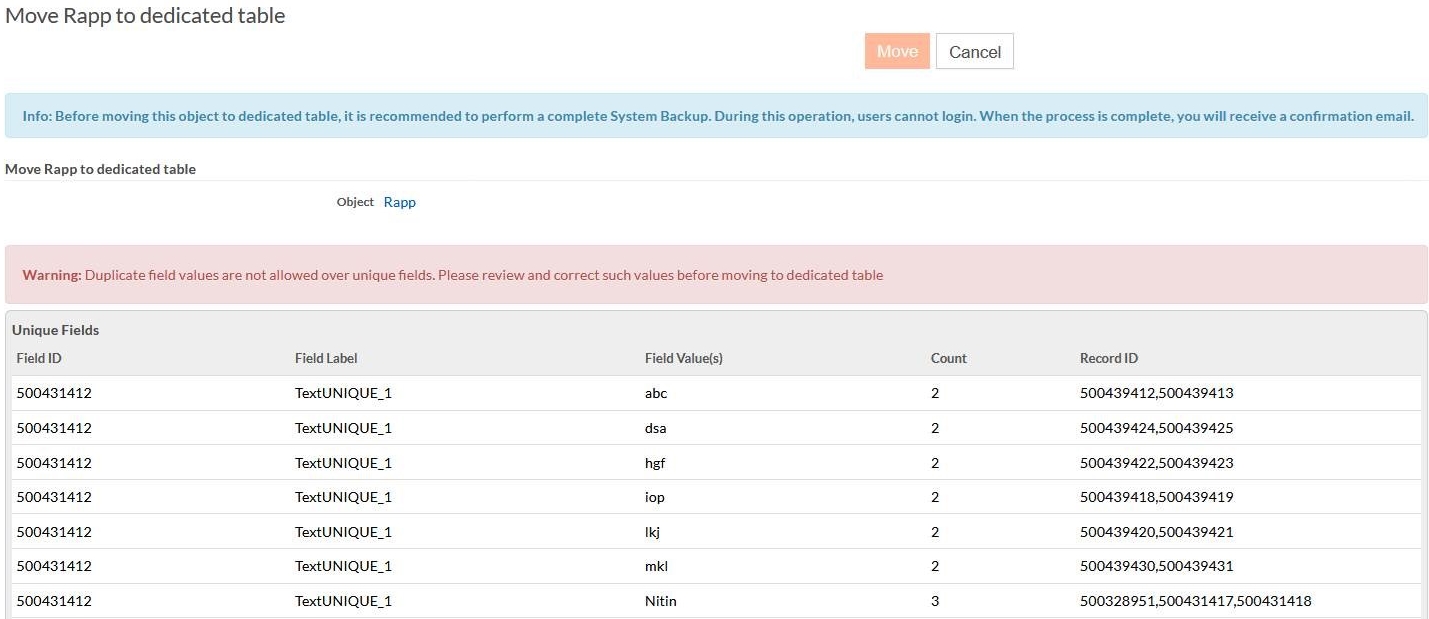 Move Rapp to dedicated table
Move Cancel
Info: Before moving this object to dedicated table, it is recommended to perform a complete System Backup. During this operation, users cannot login. When the process is complete, you will receive a confirmation email.
Move Rapp to dedicated table
Object Rapp
Warning: Duplicate field values are not allowed over unique fields. Please review and correct such values before moving to dedicated table
Unique Fields
Field ID Field Label Field Value(s) Count Record ID
500431412 TextUNIQUE_1 abc 2 500439412,500439413
500431412 TextUNIQUE_1 dsa 2 500439424,500439425
500431412 TextUNIQUE_1 hgf 2 500439422,500439423
500431412 TextUNIQUE_1 iop 2 500439418,500439419
500431412 TextUNIQUE_1 lkj 2 500439420,500439421
500431412 TextUNIQUE_1 mkl 2 500439430,500439431
500431412 TextUNIQUE_1 Nitin 3 500328951,500431417,500431418